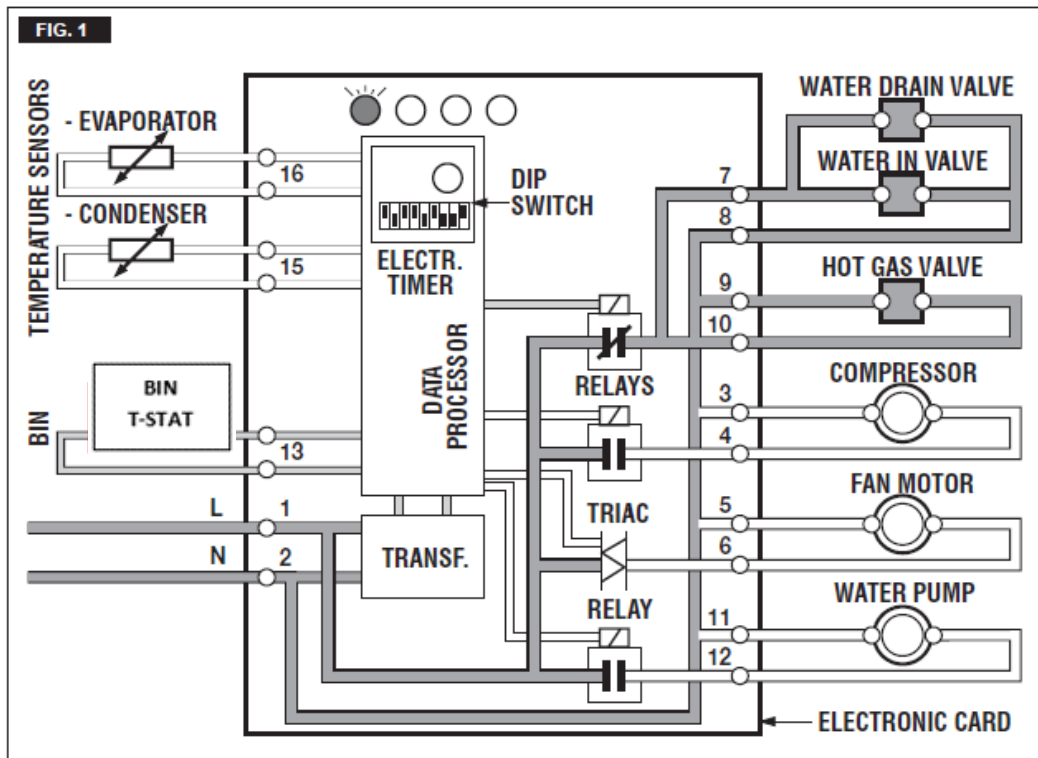 FIG. 1
TEMPERATURE SENSORS
- EVAPORATOR
16
- CONDENSER
15
BIN
BIN
T-STAT
13
L
1
N
2
DIP
SWITCH
ELECTR.
TIMER
DATA
PROCESSOR
TRANSF.
RELAYS
TRIAC
RELAY
WATER DRAIN VALVE
WATER IN VALVE
7
8
HOT GAS VALVE
9
10
COMPRESSOR
3
4
FAN MOTOR
5
6
WATER PUMP
11
12
ELECTRONIC CARD